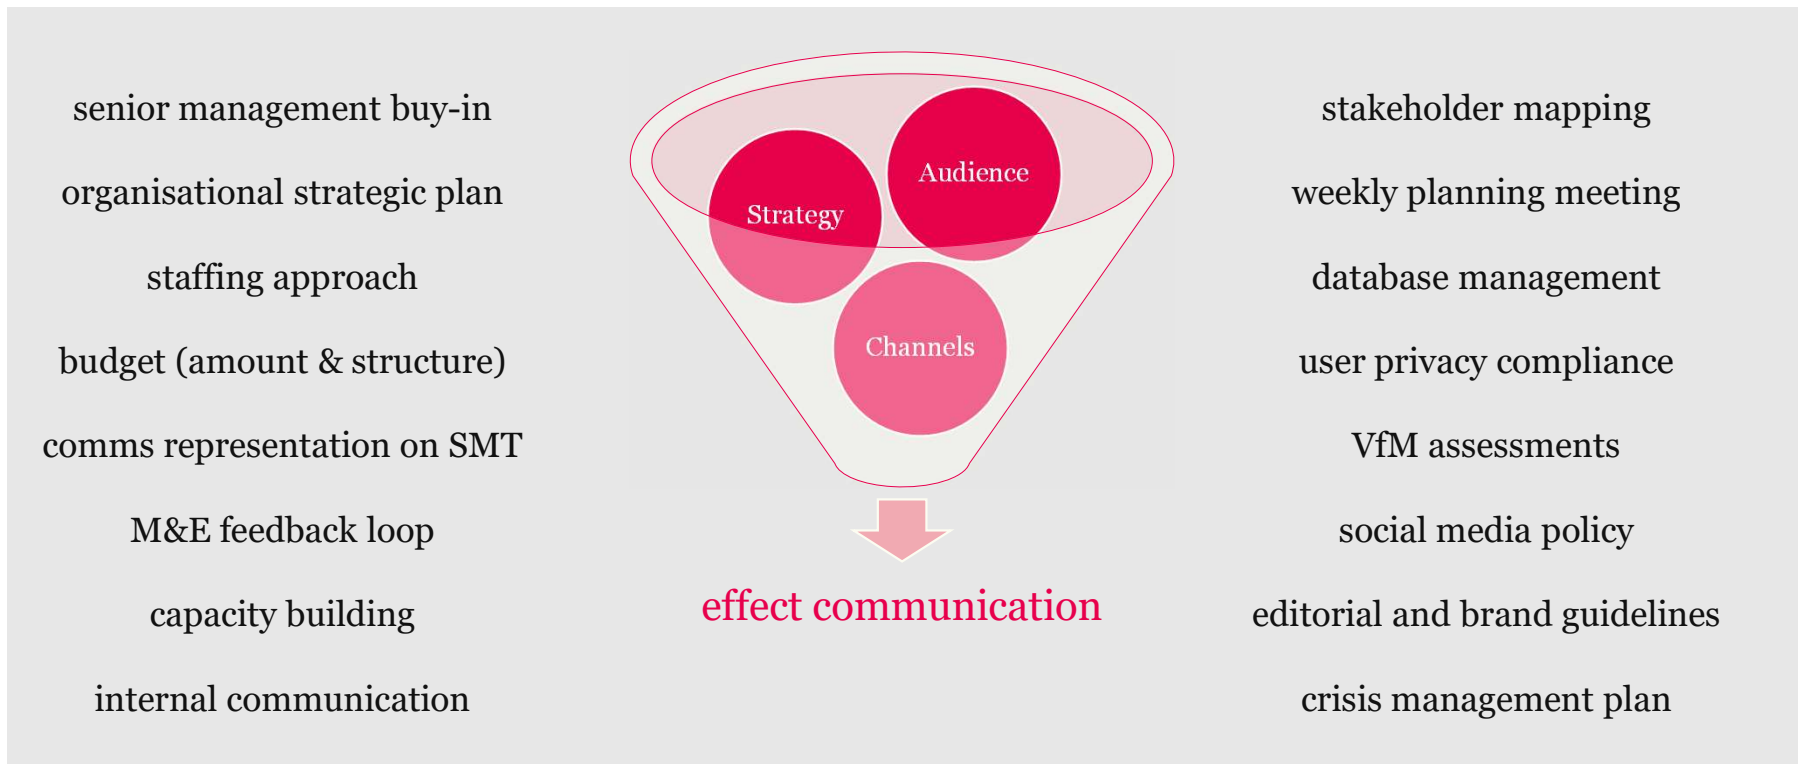 senior management buy-in
organisational strategic plan
staffing approach
budget (amount & structure)
comms representation on SMT
M&E feedback loop
capacity building
internal communication
Audience
Strategy
Channels
effect communication
stakeholder mapping
weekly planning meeting
database management
user privacy compliance
VfM assessments
social media policy
editorial and brand guidelines
crisis management plan